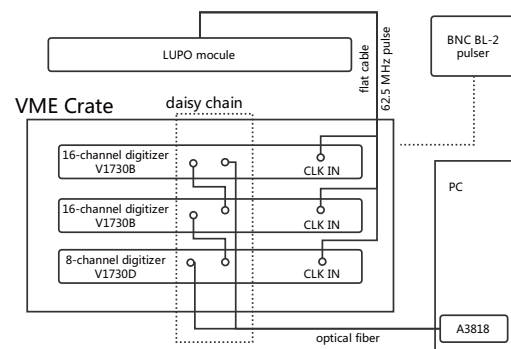 LUPO mocule
flat cable
62.5 MHz pulse
BNC BL-2
pulser
VME Crate
daisy chain
16-channel digitizer
V1730B
CLK IN
16-channel digitizer
V1730B
CLK IN
8-channel digitizer
V1730D
CLK IN
PC
optical fiber
A3818